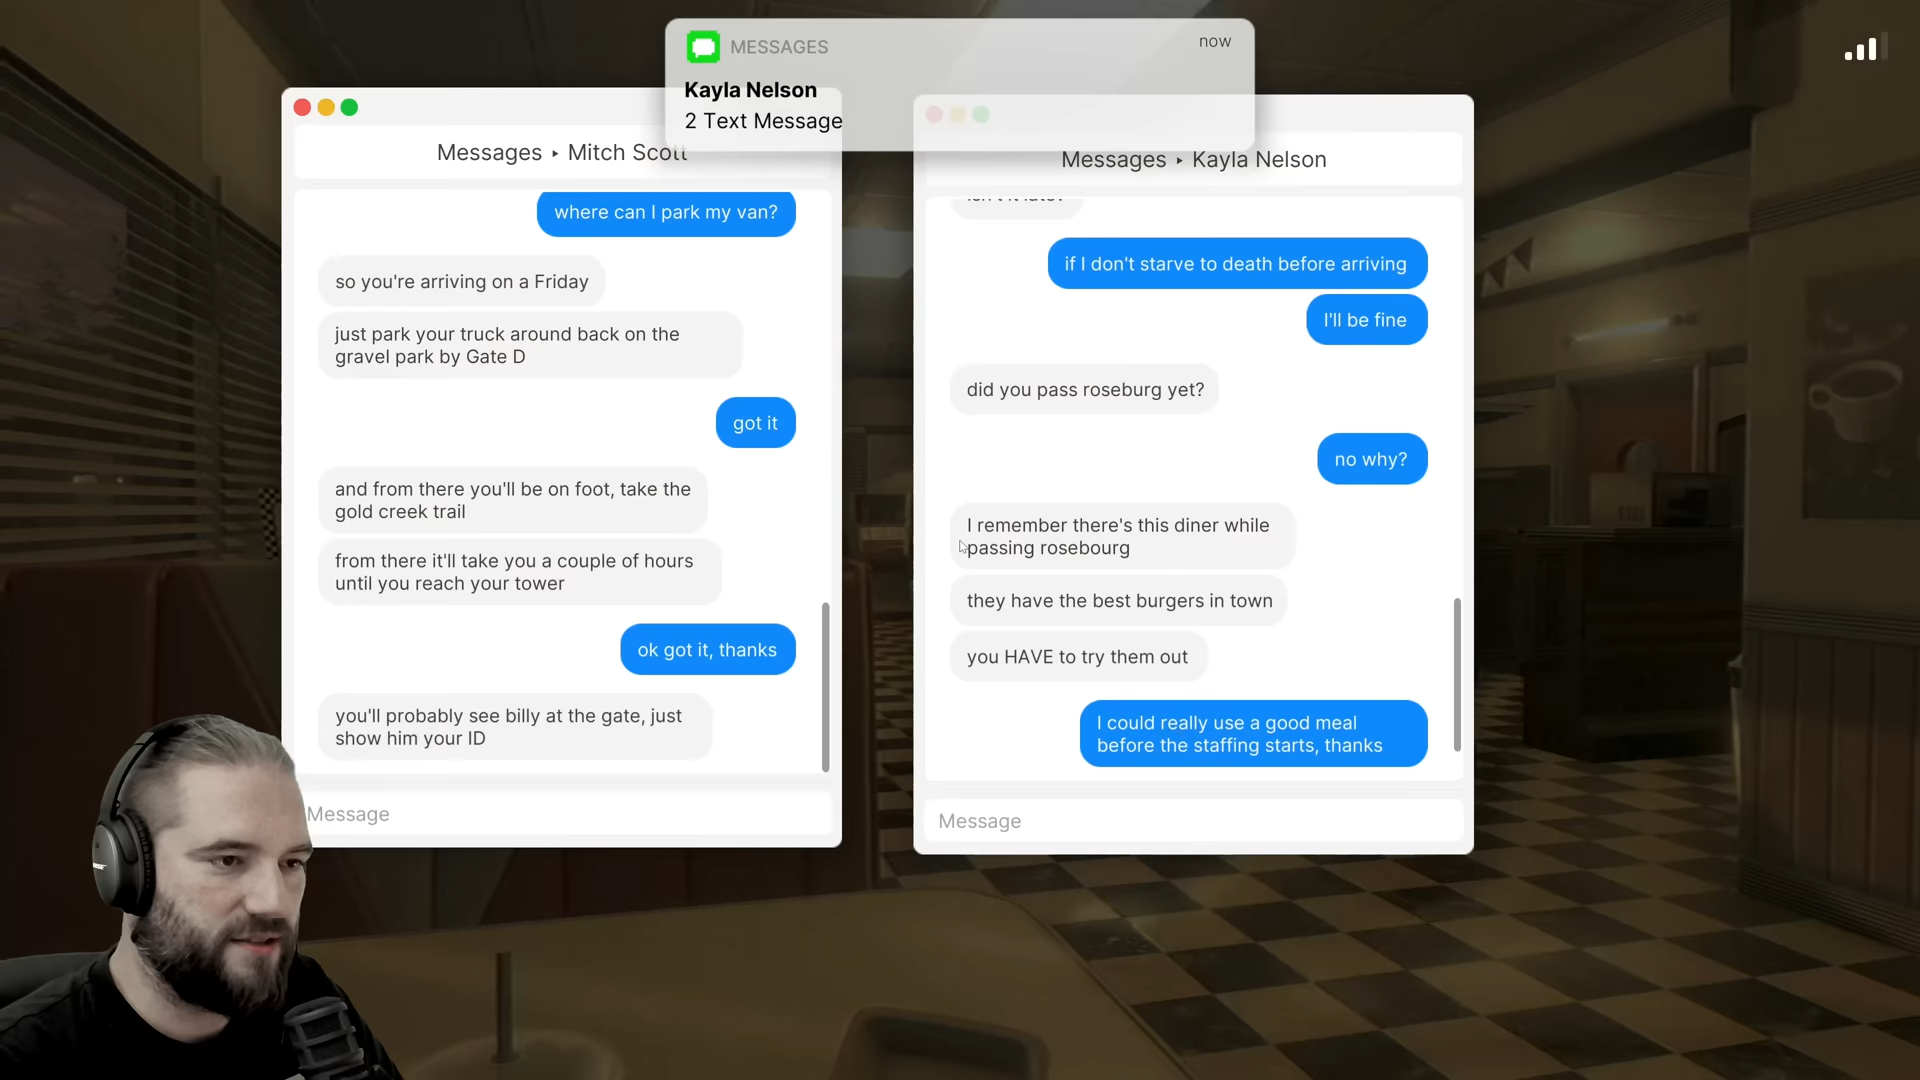 MESSAGES
now
Kayla Nelson
2 Text Message
Messages ▸ Mitch Scott
where can I park my van?
so you're arriving on a Friday
just park your truck around back on the
gravel park by Gate D
got it
and from there you'll be on foot, take the
gold creek trail
from there it'll take you a couple of hours
until you reach your tower
ok got it, thanks
you'll probably see billy at the gate, just
show him your ID
Message
Messages ▸ Kayla Nelson
isn't it late?
if I don't starve to death before arriving
I'll be fine
did you pass roseburg yet?
no why?
I remember there's this diner while
passing rosebourg
they have the best burgers in town
you HAVE to try them out
I could really use a good meal
before the staffing starts, thanks
Message